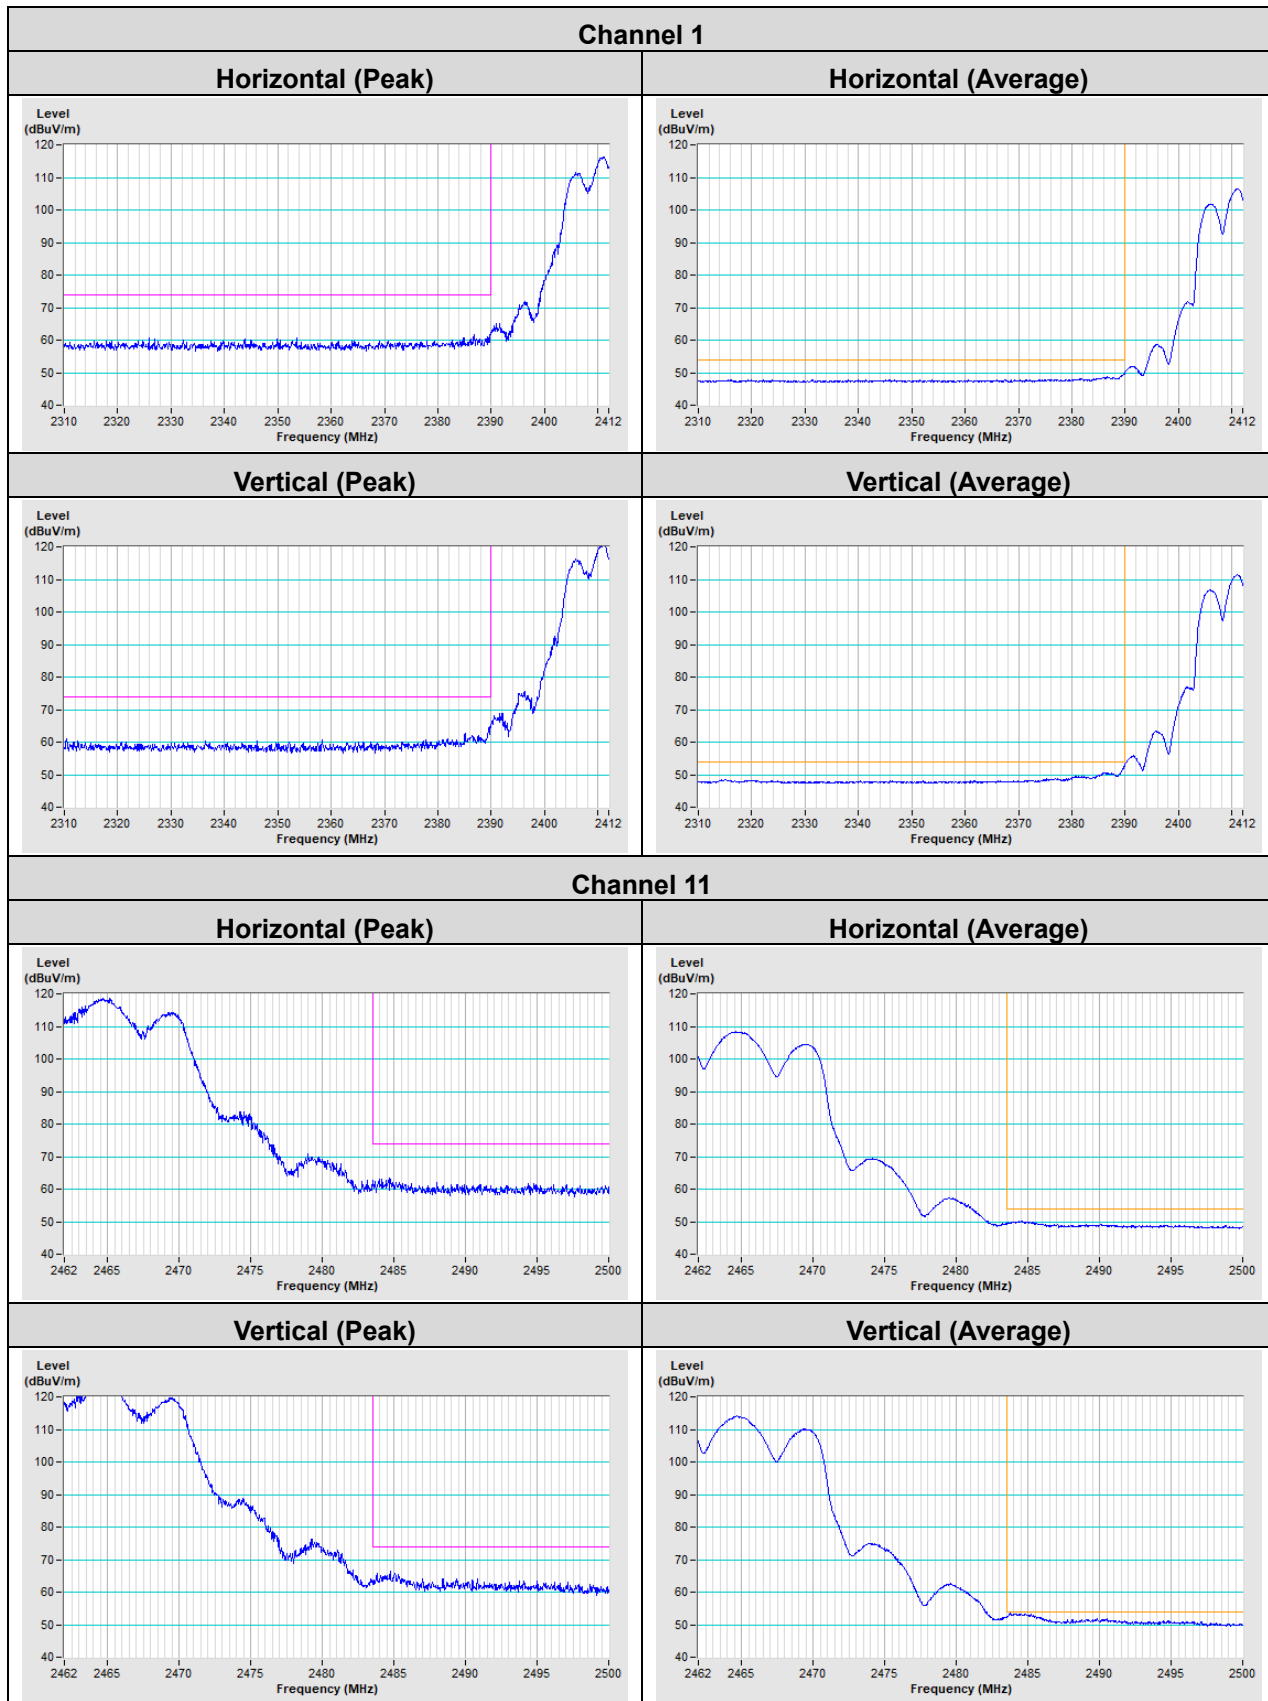 Channel 1
Horizontal (Peak)
Horizontal (Average)
Level
(dBuV/m)
120
110
100
90
80
70
60
50
40
2310 2320 2330 2340 2350 2360 2370 2380 2390 2400 2412
Frequency (MHz)
Level
(dBuV/m)
120
110
100
90
80
70
60
50
40
2310 2320 2330 2340 2350 2360 2370 2380 2390 2400 2412
Frequency (MHz)
Vertical (Peak)
Vertical (Average)
Level
(dBuV/m)
120
110
100
90
80
70
60
50
40
2310 2320 2330 2340 2350 2360 2370 2380 2390 2400 2412
Frequency (MHz)
Level
(dBuV/m)
120
110
100
90
80
70
60
50
40
2310 2320 2330 2340 2350 2360 2370 2380 2390 2400 2412
Frequency (MHz)
Channel 11
Horizontal (Peak)
Horizontal (Average)
Level
(dBuV/m)
120
110
100
90
80
70
60
50
40
2462 2465 2470 2475 2480 2485 2490 2495 2500
Frequency (MHz)
Level
(dBuV/m)
120
110
100
90
80
70
60
50
40
2462 2465 2470 2475 2480 2485 2490 2495 2500
Frequency (MHz)
Vertical (Peak)
Vertical (Average)
Level
(dBuV/m)
120
110
100
90
80
70
60
50
40
2462 2465 2470 2475 2480 2485 2490 2495 2500
Frequency (MHz)
Level
(dBuV/m)
120
110
100
90
80
70
60
50
40
2462 2465 2470 2475 2480 2485 2490 2495 2500
Frequency (MHz)